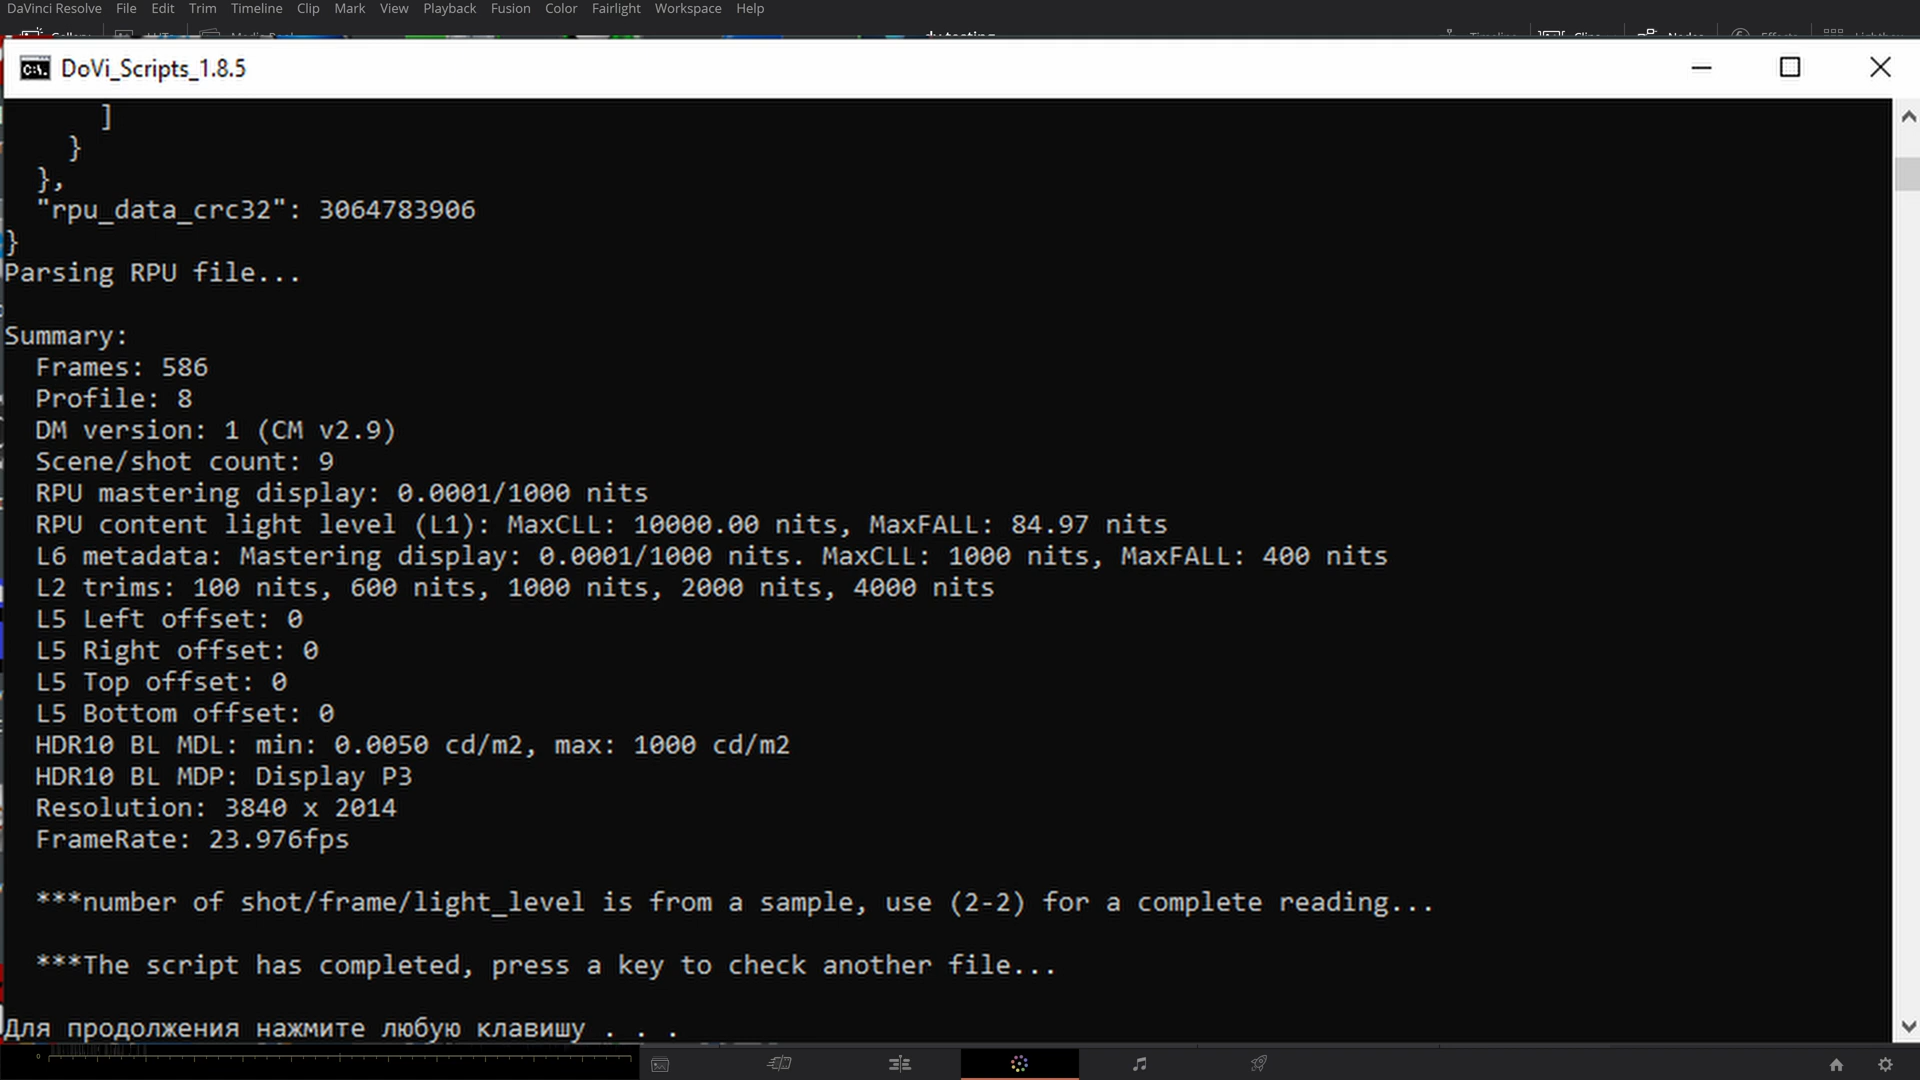 DaVinci Resolve File Edit Trim Timeline Clip Mark View Playback Fusion Color Fairlight Workspace Help
DoVi_Scripts_1.8.5
]
}
},
"rpu_data_crc32": 3064783906
}
Parsing RPU file...
Summary:
Frames: 586
Profile: 8
DM version: 1 (CM v2.9)
Scene/shot count: 9
RPU mastering display: 0.0001/1000 nits
RPU content light level (L1): MaxCLL: 10000.00 nits, MaxFALL: 84.97 nits
L6 metadata: Mastering display: 0.0001/1000 nits. MaxCLL: 1000 nits, MaxFALL: 400 nits
L2 trims: 100 nits, 600 nits, 1000 nits, 2000 nits, 4000 nits
L5 Left offset: 0
L5 Right offset: 0
L5 Top offset: 0
L5 Bottom offset: 0
HDR10 BL MDL: min: 0.0050 cd/m2, max: 1000 cd/m2
HDR10 BL MDP: Display P3
Resolution: 3840 x 2014
FrameRate: 23.976fps
***number of shot/frame/light_level is from a sample, use (2-2) for a complete reading...
***The script has completed, press a key to check another file...
Для продолжения нажмите любую клавишу . . .